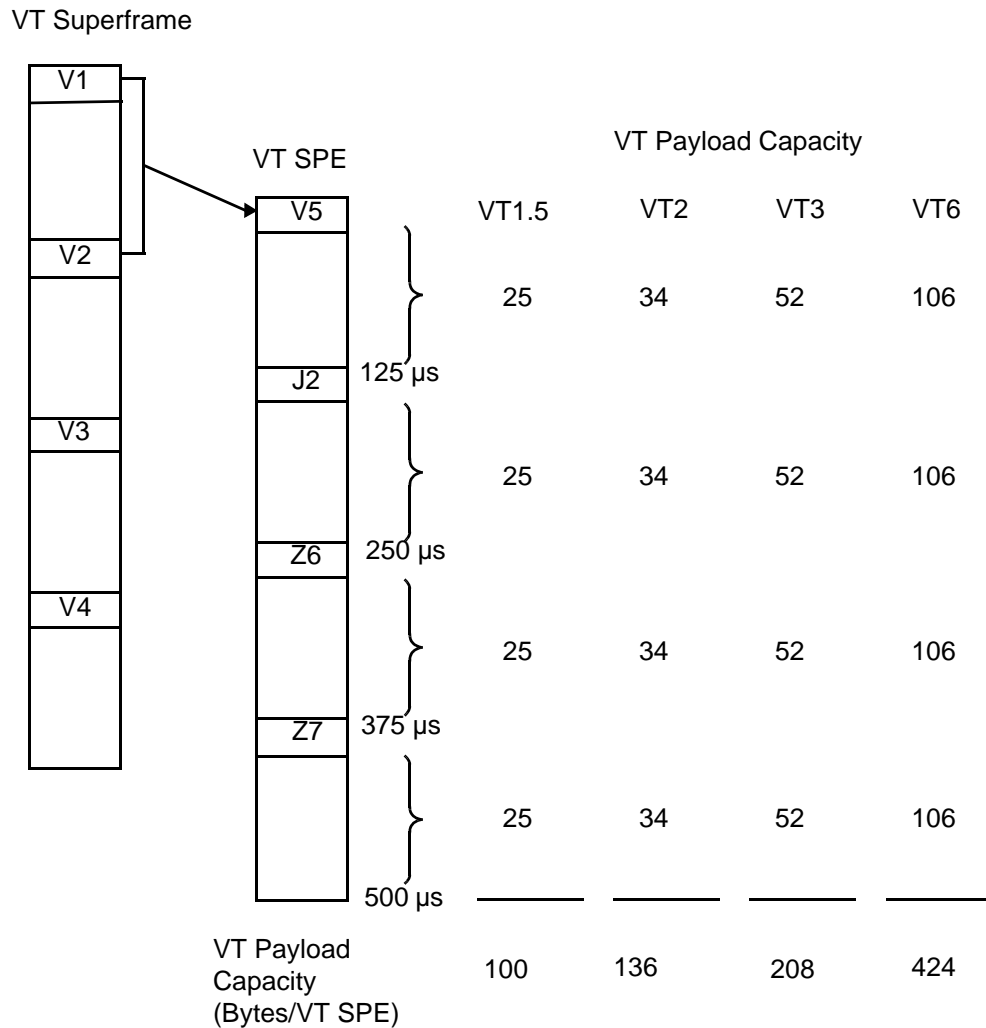 VT Superframe
V1
VT Payload Capacity
VT SPE
V5
VT1.5 VT2 VT3 VT6
V2
25 34 52 106
125 µs
J2
V3
25 34 52 106
250 µs
Z6
V4
25 34 52 106
375 µs
Z7
25 34 52 106
500 µs
VT Payload
Capacity
(Bytes/VT SPE)
100 136 208 424